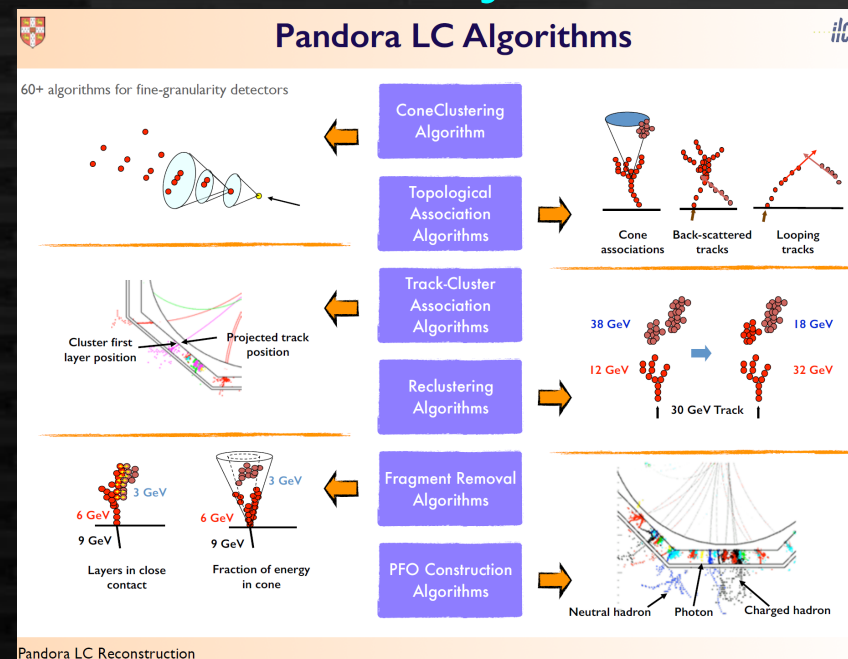 Pandora LC Algorithms
60+ algorithms for fine-granularity detectors
ConeClustering
Algorithm
Topological
Association
Algorithms
Cone
associations
Back-scattered
tracks
Looping
tracks
Track-Cluster
Association
Algorithms
Cluster first
layer position
Projected track
position
Reclustering
Algorithms
38 GeV
18 GeV
12 GeV
32 GeV
30 GeV Track
Fragment Removal
Algorithms
3 GeV
6 GeV
9 GeV
Layers in close
contact
3 GeV
6 GeV
9 GeV
Fraction of energy
in cone
PFO Construction
Algorithms
Neutral hadron
Photon
Charged hadron
Pandora LC Reconstruction